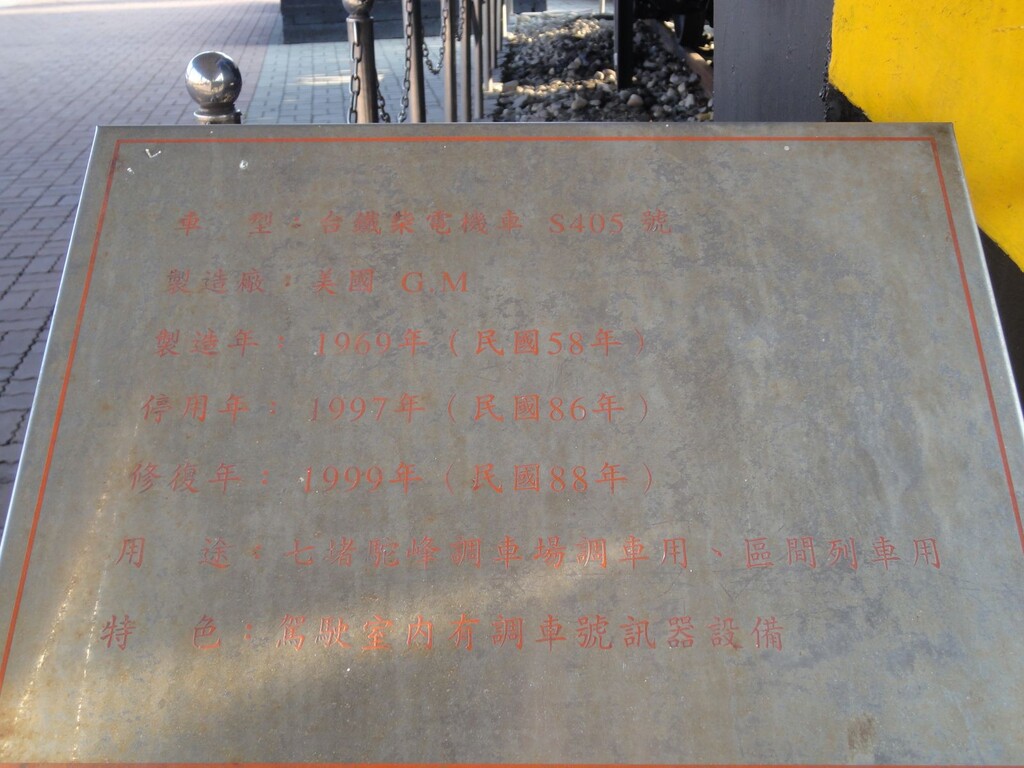 車　型：台鐵柴電機車 S405 號
製造廠：美國 G.M
製造年：1969年（民國58年）
停用年：1997年（民國86年）
修復年：1999年（民國88年）
用　途：七堵駝峰調車場調車用、區間列車用
特　色：駕駛室內有調車號訊器設備